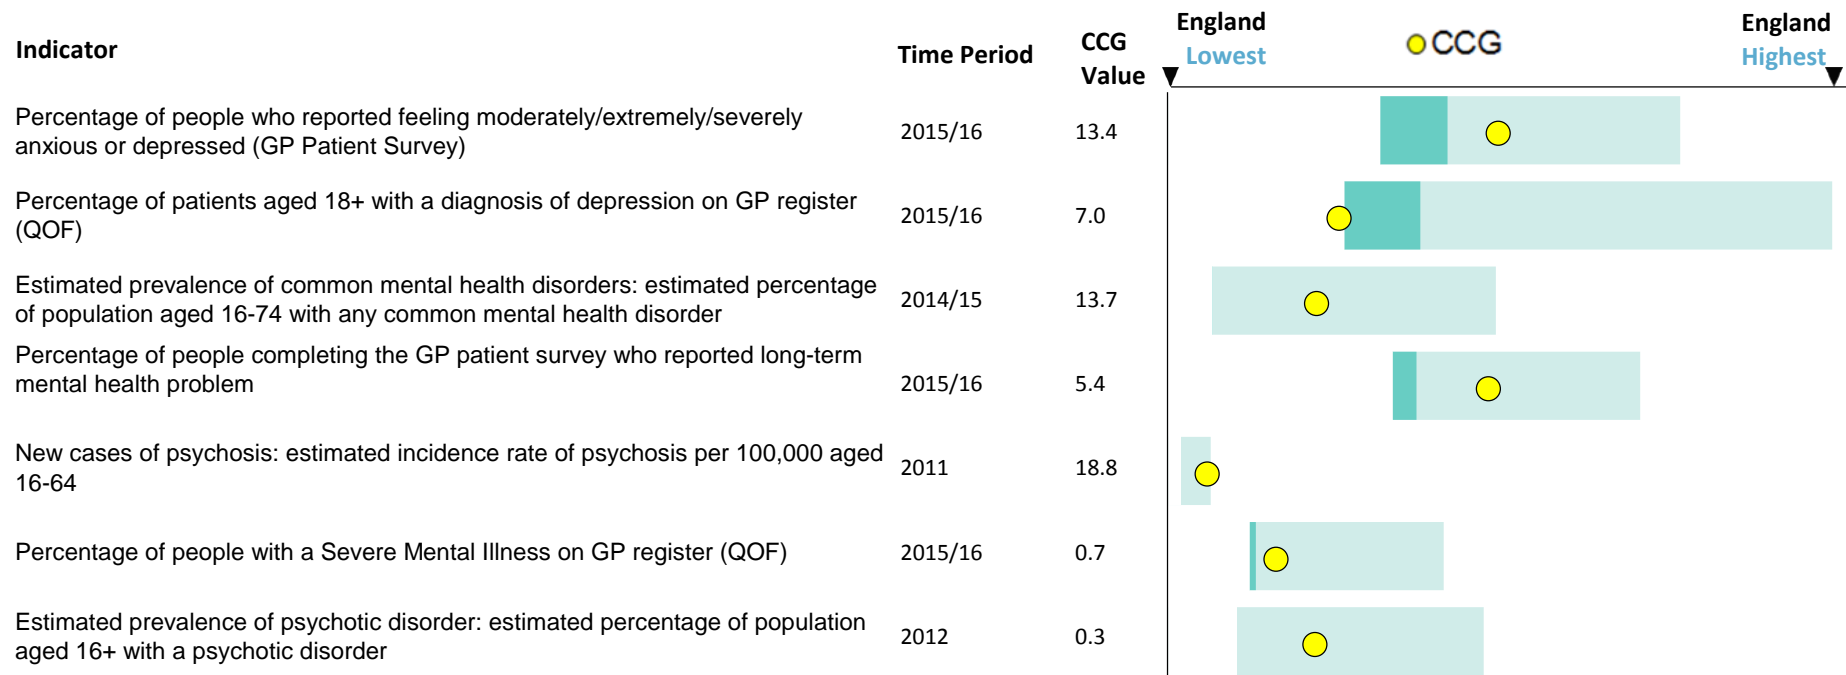 Indicator
Time Period
CCG
Value
England
Lowest
CCG
England
Highest
Percentage of people who reported feeling moderately/extremely/severely
anxious or depressed (GP Patient Survey)
2015/16
13.4
Percentage of patients aged 18+ with a diagnosis of depression on GP register
(QOF)
2015/16
7.0
Estimated prevalence of common mental health disorders: estimated percentage
of population aged 16-74 with any common mental health disorder
2014/15
13.7
Percentage of people completing the GP patient survey who reported long-term
mental health problem
2015/16
5.4
New cases of psychosis: estimated incidence rate of psychosis per 100,000 aged
16-64
2011
18.8
Percentage of people with a Severe Mental Illness on GP register (QOF)
2015/16
0.7
Estimated prevalence of psychotic disorder: estimated percentage of population
aged 16+ with a psychotic disorder
2012
0.3